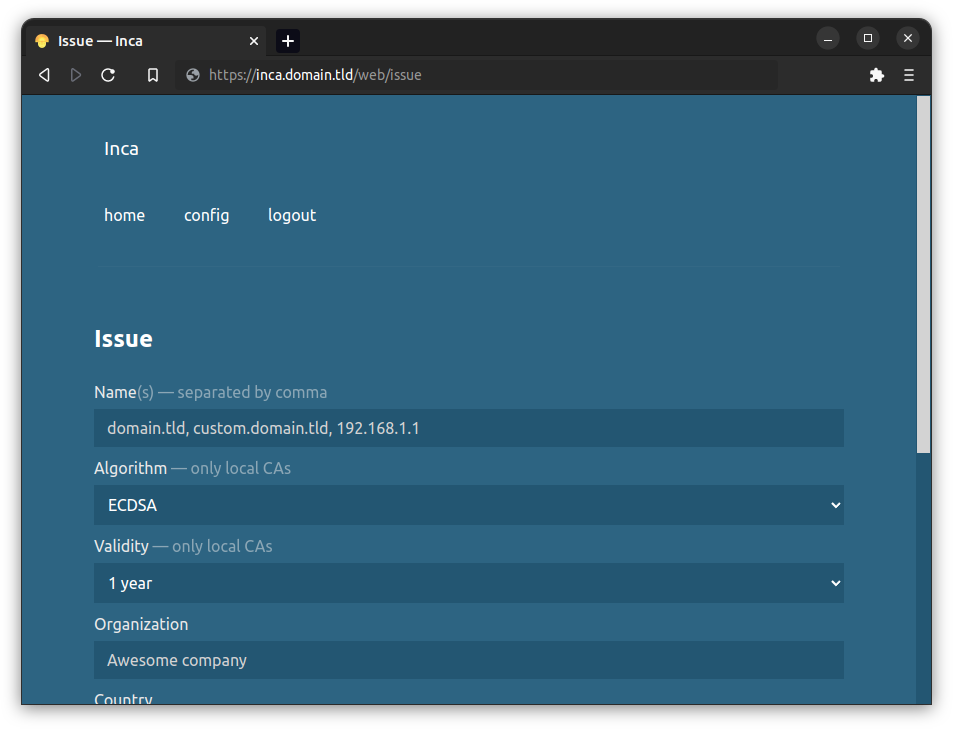 Issue — Inca
https://inca.domain.tld/web/issue
Inca
home config logout
Issue
Name(s) — separated by comma
domain.tld, custom.domain.tld, 192.168.1.1
Algorithm — only local CAs
ECDSA
Validity — only local CAs
1 year
Organization
Awesome company
Country